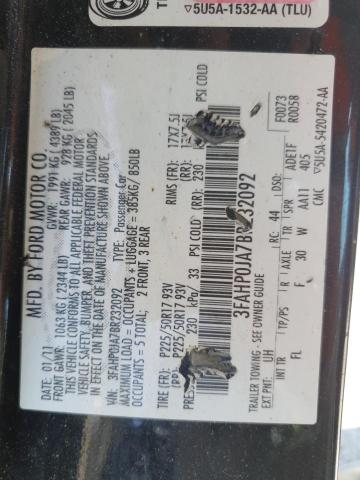 5U5A-1532-AA (TLU)
MFD. BY FORD MOTOR CO.
01/11 GVWR: 1991 KG (4389 LB)
FRONT GAWR: 1063 KG (2344 LB) REAR GAWR: 928 KG (2045 LB)
THIS VEHICLE CONFORMS TO ALL APPLICABLE FEDERAL MOTOR
VEHICLE SAFETY, BUMPER, AND THEFT PREVENTION STANDARDS
IN EFFECT ON THE DATE OF MANUFACTURE SHOWN ABOVE.
VIN: 3FAHP0JA7BR232092 TYPE: Passenger Car
MAXIMUM LOAD = OCCUPANTS + LUGGAGE = 385KG / 850LB
OCCUPANTS = 5 TOTAL; 2 FRONT, 3 REAR
TIRE (FR): P225/50R17 93V RIMS (FR): 17X7.5J
P225/50R17 93V (RR):
230 kPa/ 33 PSI COLD 230 PSI COLD
3FAHP0JA7BR232092
TRAILER TOWING - SEE OWNER GUIDE
F0073
R0058
EXT PNT: UH RC: 44 ADE1F
INT TR TP/PS R AXLE TR SPR 405
FL F 30 W AA11 CMC 5U5A-5420472-AA